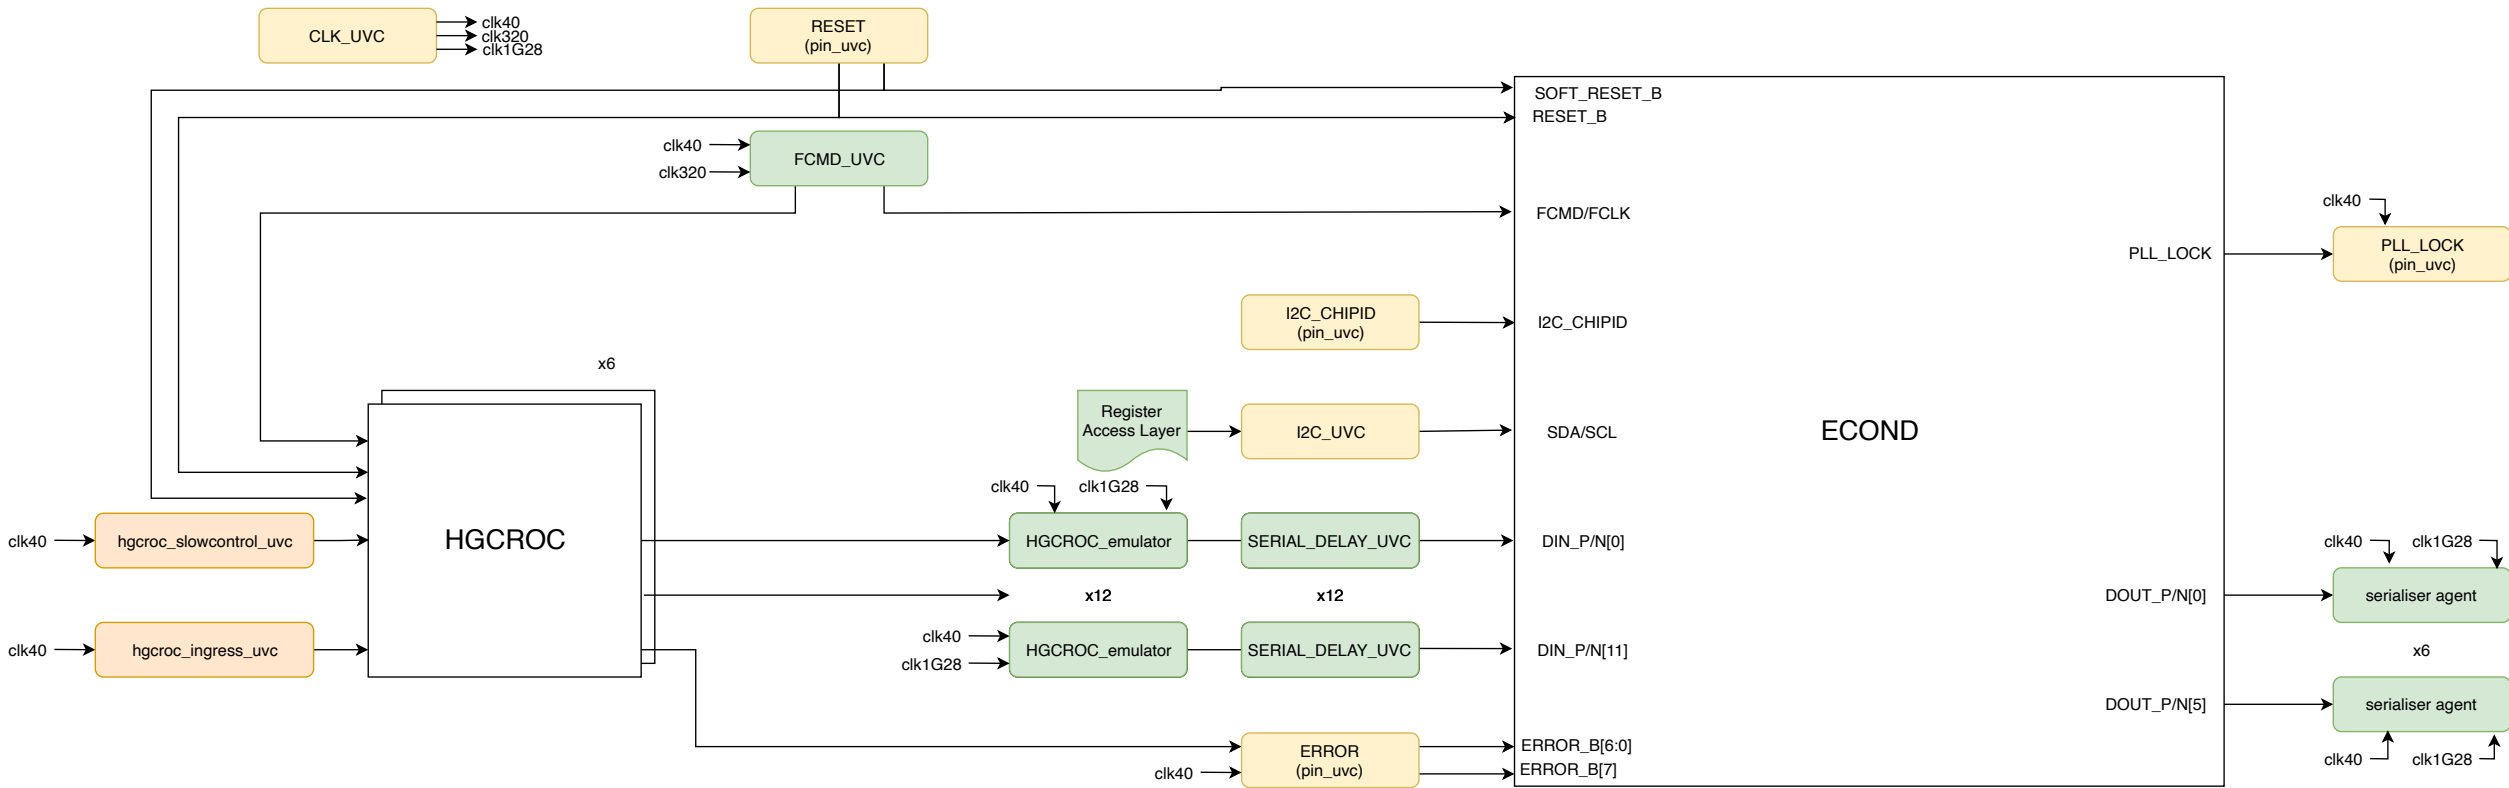 CLK_UVC
clk40
clk320
clk1G28
RESET
(pin_uvc)
SOFT_RESET_B
RESET_B
clk40
clk320
FCMD_UVC
FCMD/FCLK
clk40
PLL_LOCK
PLL_LOCK
(pin_uvc)
I2C_CHIPID
(pin_uvc)
I2C_CHIPID
x6
Register
Access Layer
I2C_UVC
SDA/SCL
ECOND
clk40
clk1G28
clk40
hgcroc_slowcontrol_uvc
HGCROC
HGCROC_emulator
SERIAL_DELAY_UVC
DIN_P/N[0]
clk40
clk1G28
x12
x12
DOUT_P/N[0]
serialiser agent
clk40
hgcroc_ingress_uvc
clk40
clk1G28
HGCROC_emulator
SERIAL_DELAY_UVC
DIN_P/N[11]
x6
DOUT_P/N[5]
serialiser agent
clk40
ERROR
(pin_uvc)
ERROR_B[6:0]
ERROR_B[7]
clk40
clk1G28